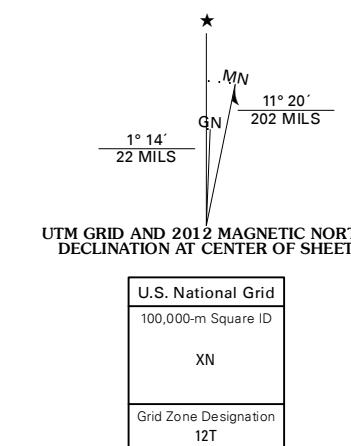 ★
MN
GN
11° 20´
202 MILS
1° 14´
22 MILS
UTM GRID AND 2012 MAGNETIC NORT
DECLINATION AT CENTER OF SHEET
U.S. National Grid
100,000-m Square ID
XN
Grid Zone Designation
12T